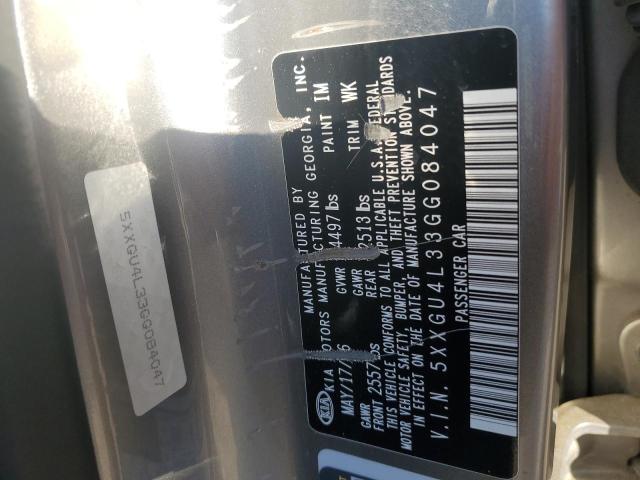 KIA
MANUFACTURED BY
KIA MOTORS MANUFACTURING GEORGIA, INC.
MAY/17/16 GVWR 4497 lbs PAINT IM
GAWR GAWR TRIM WK
FRONT 2557 lbs REAR 2513 lbs
THIS VEHICLE CONFORMS TO ALL APPLICABLE U.S.A. FEDERAL
MOTOR VEHICLE SAFETY, BUMPER, AND THEFT PREVENTION STANDARDS
IN EFFECT ON THE DATE OF MANUFACTURE SHOWN ABOVE.
V.I.N. 5XXGU4L33GG084047
PASSENGER CAR
5XXGU4L33GG084047